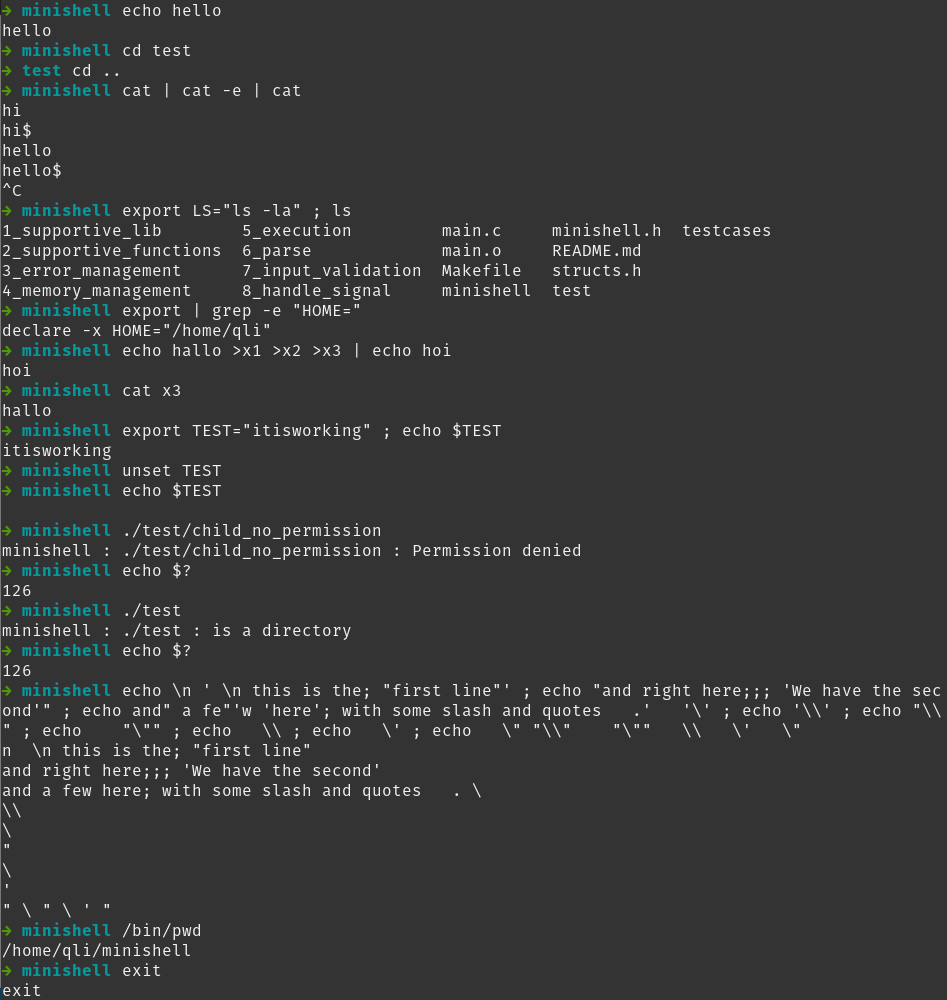 → minishell echo hello
hello
→ minishell cd test
→ test cd ..
→ minishell cat | cat -e | cat
hi
hi$
hello
hello$
^C
→ minishell export LS="ls -la" ; ls
1_supportive_lib        5_execution         main.c     minishell.h  testcases
2_supportive_functions  6_parse             main.o     README.md
3_error_management      7_input_validation  Makefile   structs.h
4_memory_management     8_handle_signal     minishell  test
→ minishell export | grep -e "HOME="
declare -x HOME="/home/qli"
→ minishell echo hallo >x1 >x2 >x3 | echo hoi
hoi
→ minishell cat x3
hallo
→ minishell export TEST="itisworking" ; echo $TEST
itisworking
→ minishell unset TEST
→ minishell echo $TEST

→ minishell ./test/child_no_permission
minishell : ./test/child_no_permission : Permission denied
→ minishell echo $?
126
→ minishell ./test
minishell : ./test : is a directory
→ minishell echo $?
126
→ minishell echo \n ' \n this is the; "first line"' ; echo "and right here;;; 'We have the sec
ond'" ; echo and" a fe"'w 'here'; with some slash and quotes   .'   '\' ; echo '\\' ; echo "\\
" ; echo    "\"" ; echo   \\ ; echo   \' ; echo   \" "\\"    "\""   \\   \'   \"
n  \n this is the; "first line"
and right here;;; 'We have the second'
and a few here; with some slash and quotes   . \
\\
\
"
\
'
" \ " \ ' "
→ minishell /bin/pwd
/home/qli/minishell
→ minishell exit
exit